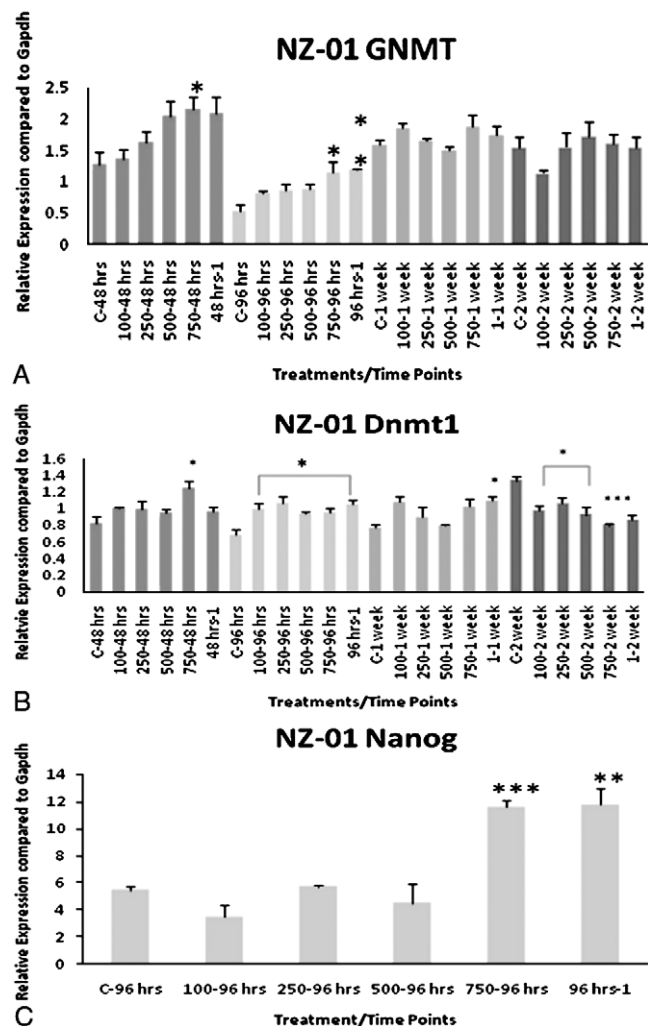 NZ-01 GNMT
Relative Expression compared to Gapdh
2.5
2
1.5
1
0.5
0
*
*
*
*
C-48 hrs
100-48 hrs
250-48 hrs
500-48 hrs
750-48 hrs
48 hrs-1
C-96 hrs
100-96 hrs
250-96 hrs
500-96 hrs
750-96 hrs
96 hrs-1
C-1 week
100-1 week
250-1 week
500-1 week
750-1 week
1-1 week
C-2 week
100-2 week
250-2 week
500-2 week
750-2 week
1-2 week
Treatments/Time Points
A
NZ-01 Dnmt1
Relatvie Expression compared to Gapdh
1.6
1.4
1.2
1
0.8
0.6
0.4
0.2
0
*
*
*
*
***
C-48 hrs
100-48 hrs
250-48 hrs
500-48 hrs
750-48 hrs
48 hrs-1
C-96 hrs
100-96 hrs
250-96 hrs
500-96 hrs
750-96 hrs
96 hrs-1
C-1 week
100-1 week
250-1 week
500-1 week
750-1 week
1-1 week
C-2 week
100-2 week
250-2 week
500-2 week
750-2 week
1-2 week
Treatments/Time Points
B
NZ-01 Nanog
Relative Expression compared to Gapdh
14
12
10
8
6
4
2
0
***
**
C-96 hrs
100-96 hrs
250-96 hrs
500-96 hrs
750-96 hrs
96 hrs-1
Treatment/Time Points
C